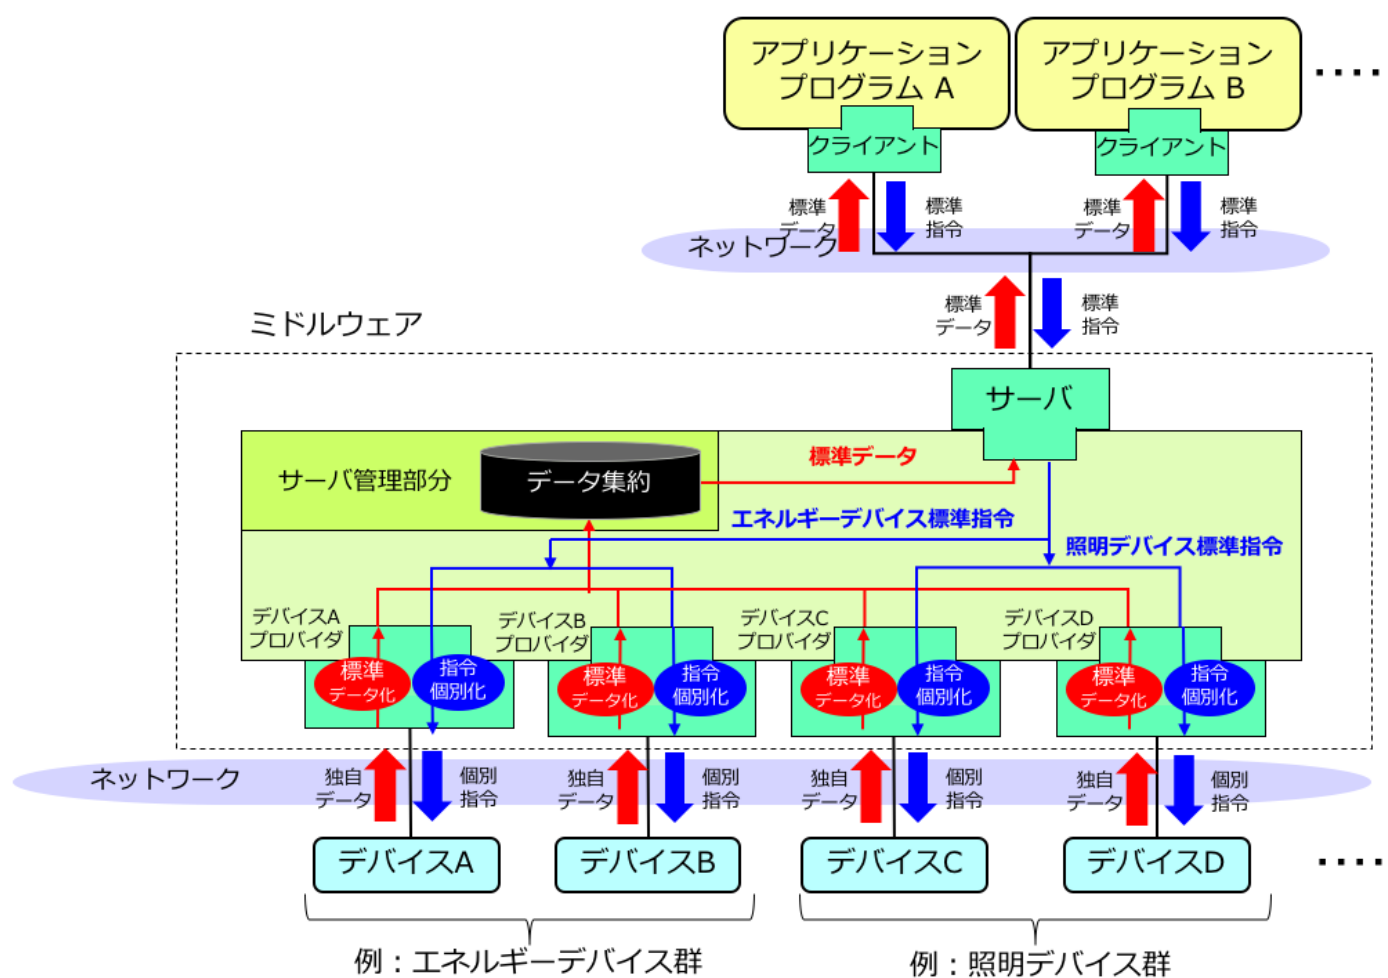 アプリケーション
プログラム A
アプリケーション
プログラム B
････
クライアント
クライアント
標準
データ
標準
指令
標準
データ
標準
指令
ネットワーク
標準
データ
標準
指令
ミドルウェア
サーバ
サーバ管理部分
データ集約
標準データ
エネルギーデバイス標準指令
照明デバイス標準指令
デバイスA
プロバイダ
デバイスB
プロバイダ
デバイスC
プロバイダ
デバイスD
プロバイダ
標準
データ化
指令
個別化
標準
データ化
指令
個別化
標準
データ化
指令
個別化
標準
データ化
指令
個別化
ネットワーク
独自
データ
個別
指令
独自
データ
個別
指令
独自
データ
個別
指令
独自
データ
個別
指令
デバイスA
デバイスB
デバイスC
デバイスD
････
例：エネルギーデバイス群
例：照明デバイス群